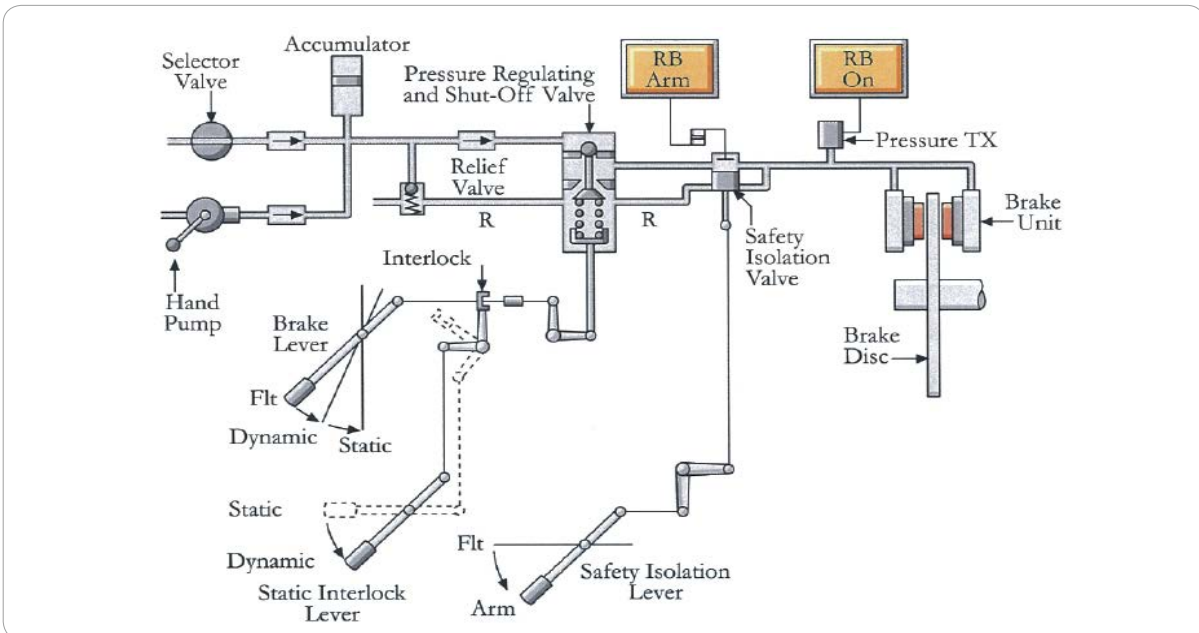 Accumulator
Selector
Valve
Pressure Regulating
and Shut-Off Valve
RB
Arm
RB
On
Pressure TX
Relief
Valve
R
R
Safety
Isolation
Valve
Brake
Unit
Hand
Pump
Interlock
Brake
Lever
Brake
Disc
Flt
Dynamic
Static
Static
Dynamic
Static Interlock
Lever
Flt
Arm
Safety Isolation
Lever